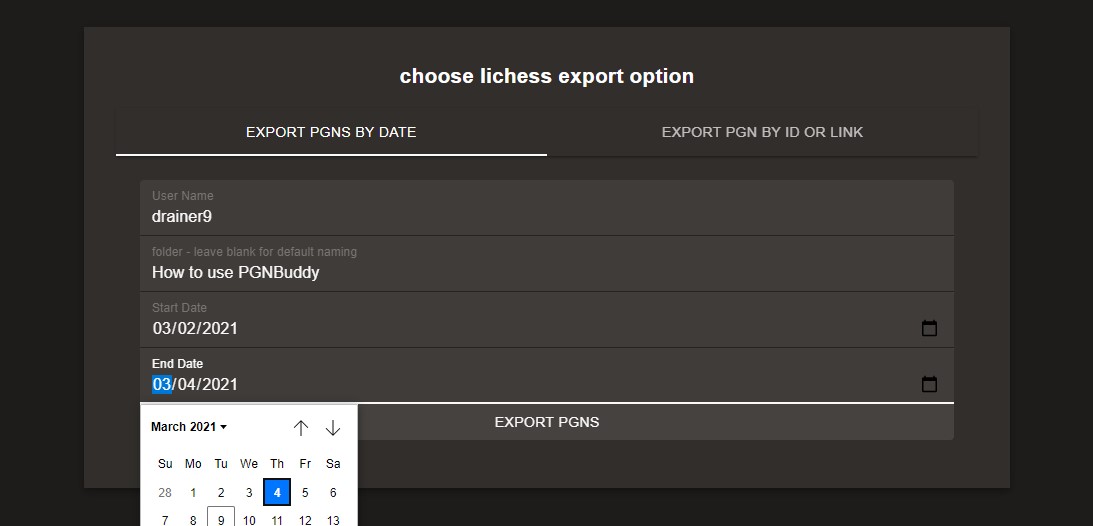 choose lichess export option
EXPORT PGNS BY DATE EXPORT PGN BY ID OR LINK
User Name
drainer9
folder - leave blank for default naming
How to use PGNBuddy
Start Date
03/02/2021
End Date
03/04/2021
EXPORT PGNS
March 2021
Su Mo Tu We Th Fr Sa
28 1 2 3 4 5 6
7 8 9 10 11 12 13